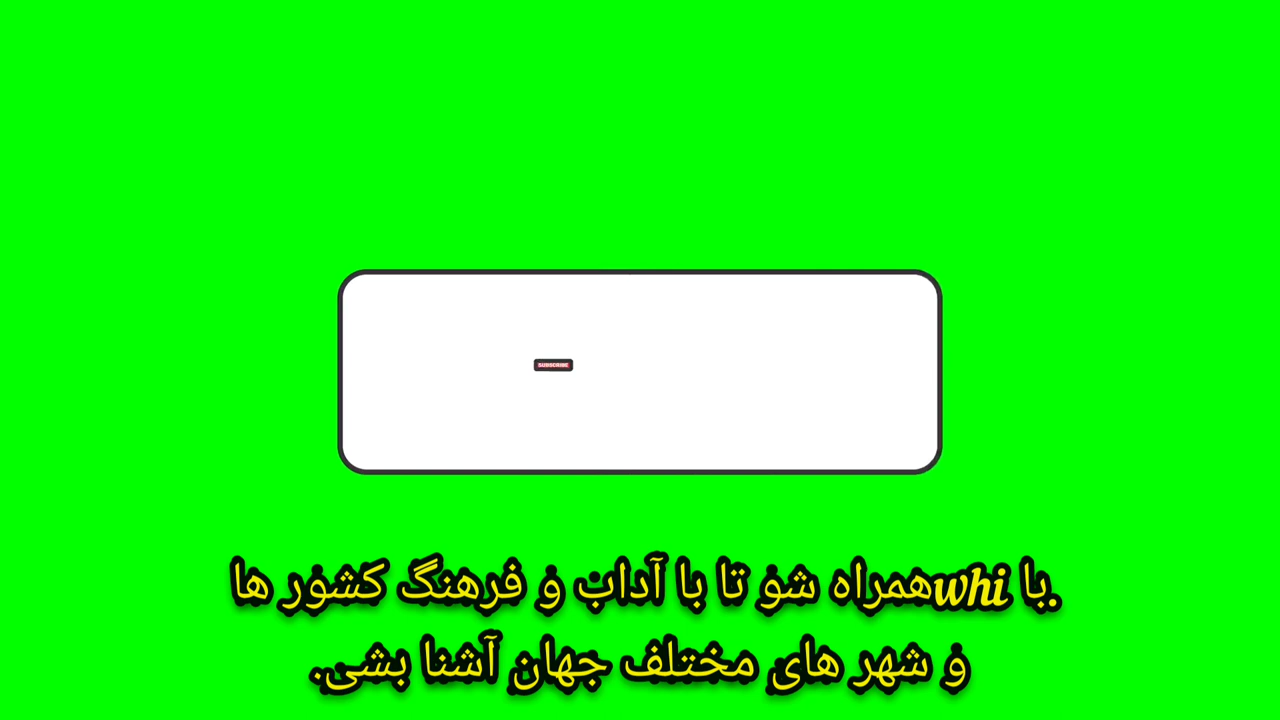 SUBSCRIBE
.با whiهمراه شو تا با آداب و فرهنگ کشور ها
و شهر های مختلف جهان آشنا بشی.